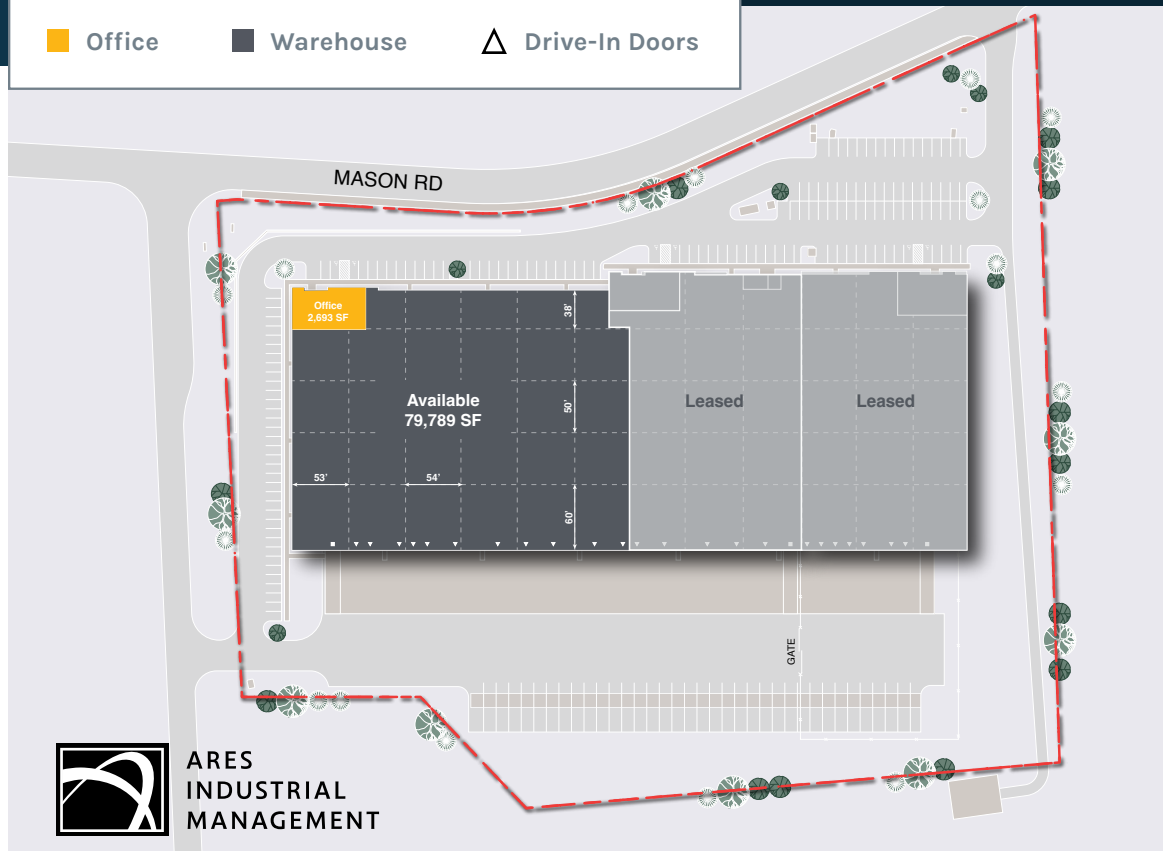 Office
Warehouse
Drive-In Doors
MASON RD
Office
2,693 SF
38'
Available
79,789 SF
50'
Leased
Leased
53'
54'
60'
GATE
ARES
INDUSTRIAL
MANAGEMENT